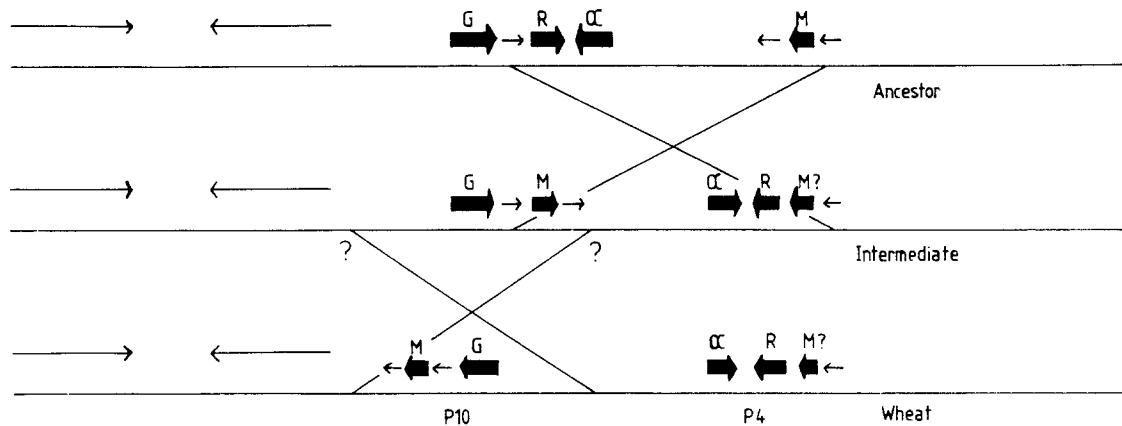 G R α M
Ancestor
G M α R M?
? ? Intermediate
M G α R M?
P10 P4 Wheat